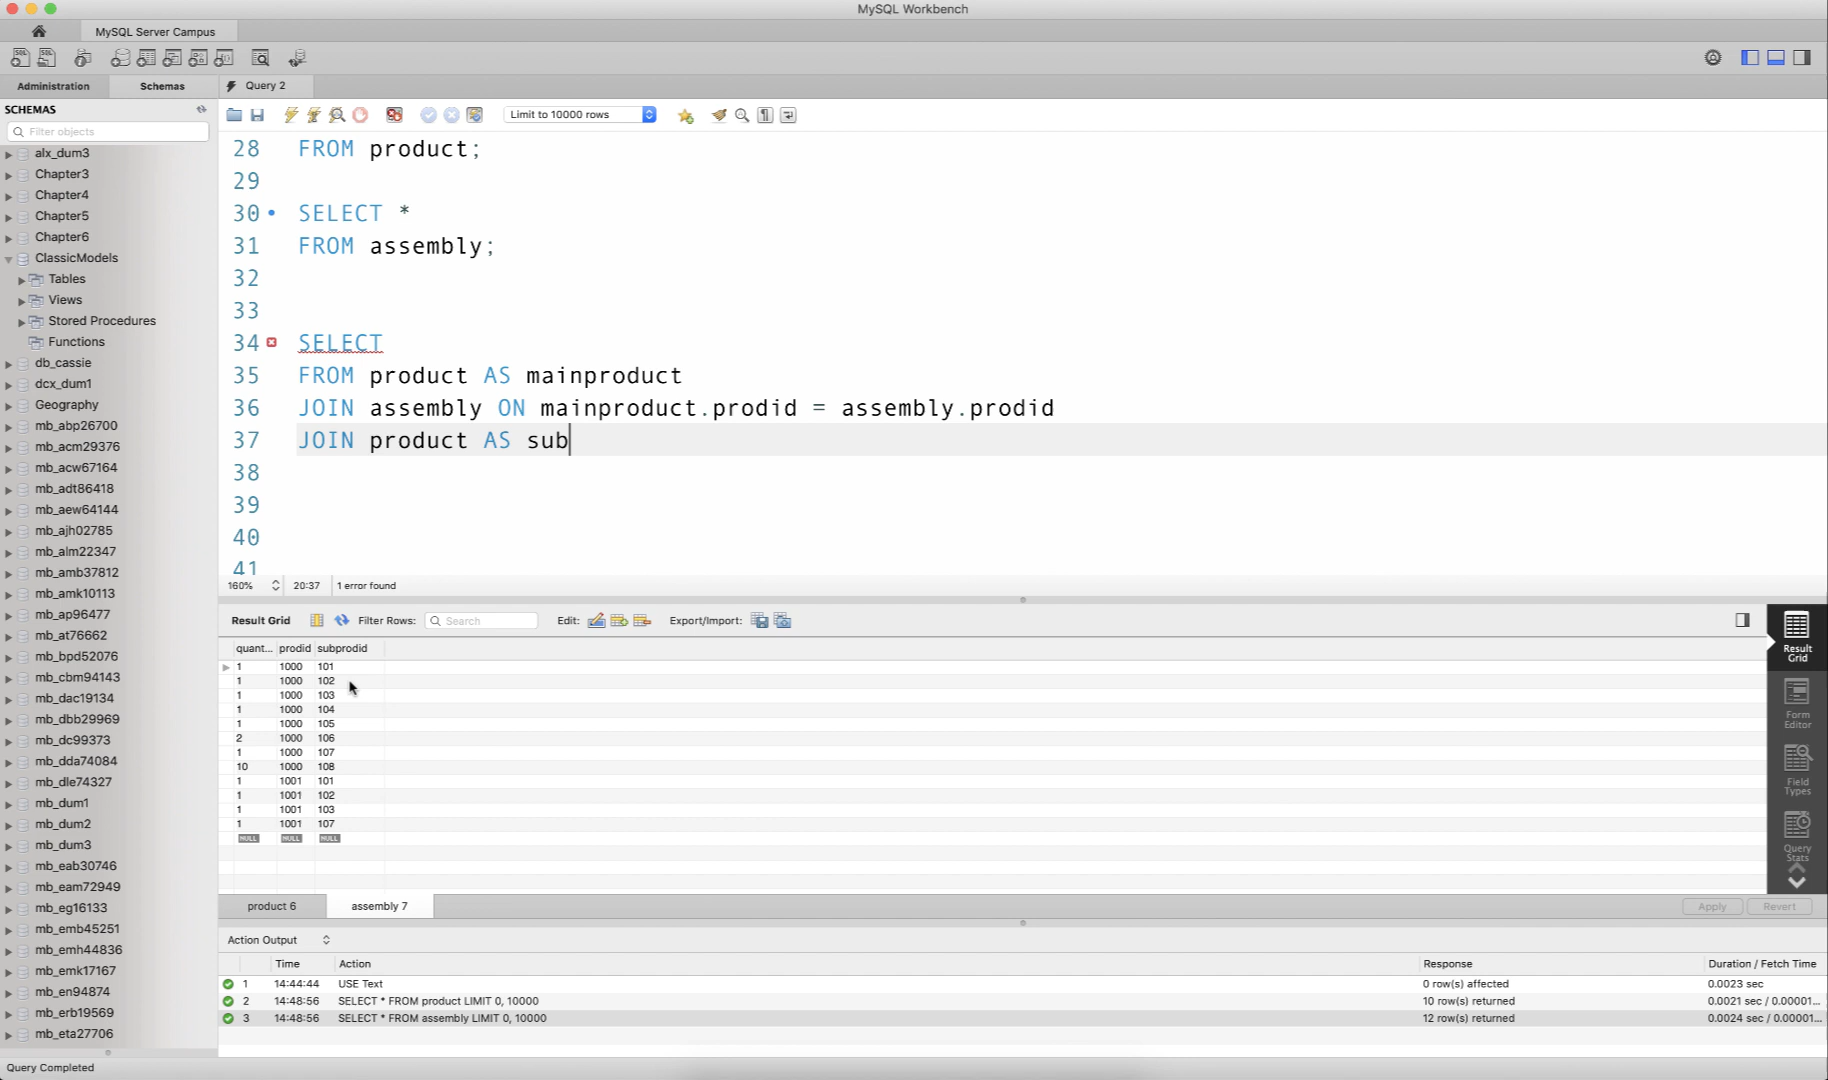 MySQL Workbench
MySQL Server Campus
Administration
Schemas
Query 2
SCHEMAS
Filter objects
Limit to 10000 rows
alx_dum3
Chapter3
Chapter4
Chapter5
Chapter6
ClassicModels
Tables
Views
Stored Procedures
Functions
db_cassie
dcx_dum1
Geography
mb_abp26700
mb_acm29376
mb_acw67164
mb_adt86418
mb_aew64144
mb_ajh02785
mb_alm22347
mb_amb37812
mb_amk10113
mb_ap96477
mb_at76662
mb_bpd52076
mb_cbm94143
mb_dac19134
mb_dbb29969
mb_dc99373
mb_dda74084
mb_dle74327
mb_dum1
mb_dum2
mb_dum3
mb_eab30746
mb_eam72949
mb_eg16133
mb_emb45251
mb_emh44836
mb_emk17167
mb_en94874
mb_erb19569
mb_eta27706
28 FROM product;
29
30 SELECT *
31 FROM assembly;
32
33
34 SELECT
35 FROM product AS mainproduct
36 JOIN assembly ON mainproduct.prodid = assembly.prodid
37 JOIN product AS sub
38
39
40
41
160% 20:37 1 error found
Result Grid Filter Rows: Search Edit: Export/Import:
quant... prodid subprodid
1 1000 101
1 1000 102
1 1000 103
1 1000 104
1 1000 105
2 1000 106
1 1000 107
10 1000 108
1 1001 101
1 1001 102
1 1001 103
1 1001 107
NULL NULL NULL
Result
Grid
Form
Editor
Field
Types
Query
Stats
product 6
assembly 7
Apply
Revert
Action Output
Time Action Response Duration / Fetch Time
1 14:44:44 USE Text 0 row(s) affected 0.0023 sec
2 14:48:56 SELECT * FROM product LIMIT 0, 10000 10 row(s) returned 0.0021 sec / 0.00001...
3 14:48:56 SELECT * FROM assembly LIMIT 0, 10000 12 row(s) returned 0.0024 sec / 0.00001...
Query Completed